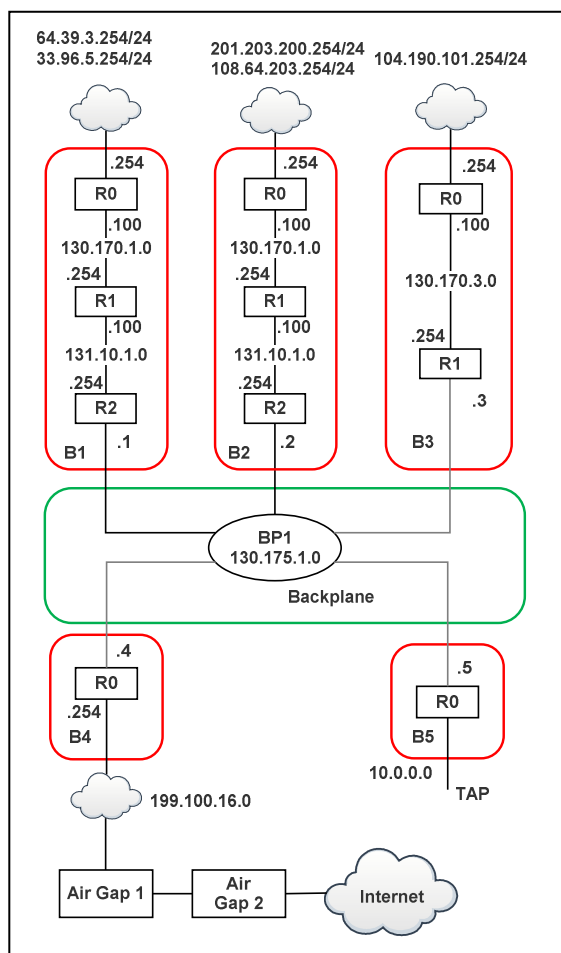 64.39.3.254/24
33.96.5.254/24
201.203.200.254/24
108.64.203.254/24
104.190.101.254/24
.254
R0
.100
130.170.1.0
.254
R1
.100
131.10.1.0
.254
R2
B1
.1
.254
R0
.100
130.170.1.0
.254
R1
.100
131.10.1.0
.254
R2
B2
.2
.254
R0
.100
130.170.3.0
.254
R1
.3
B3
BP1
130.175.1.0
Backplane
.4
R0
.254
B4
199.100.16.0
.5
R0
B5
10.0.0.0
TAP
Air Gap 1
Air
Gap 2
Internet